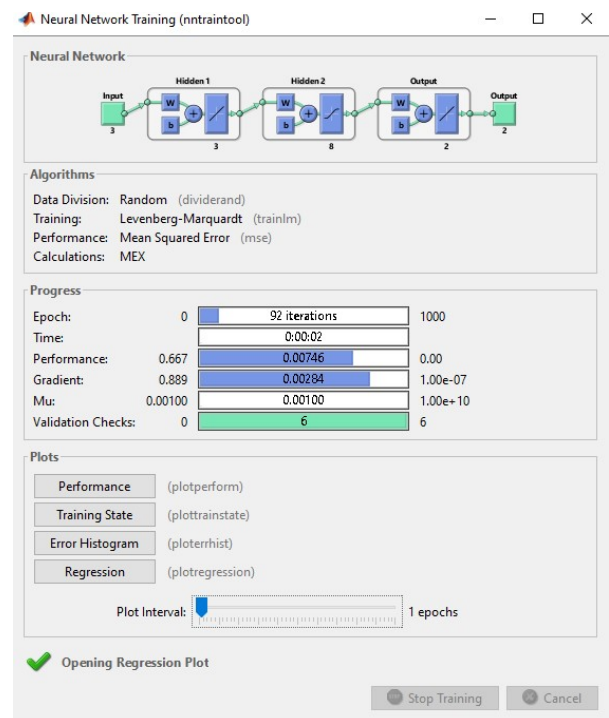 Neural Network Training (nntraintool)
Neural Network
Hidden 1 Hidden 2 Output
Input Output
W W W
b b b
3 3 8 2 2
Algorithms
Data Division: Random (dividerand)
Training: Levenberg-Marquardt (trainlm)
Performance: Mean Squared Error (mse)
Calculations: MEX
Progress
Epoch: 0 92 iterations 1000
Time: 0:00:02
Performance: 0.667 0.00746 0.00
Gradient: 0.889 0.00284 1.00e-07
Mu: 0.00100 0.00100 1.00e+10
Validation Checks: 0 6 6
Plots
Performance (plotperform)
Training State (plottrainstate)
Error Histogram (ploterrhist)
Regression (plotregression)
Plot Interval: 1 epochs
Opening Regression Plot
Stop Training Cancel